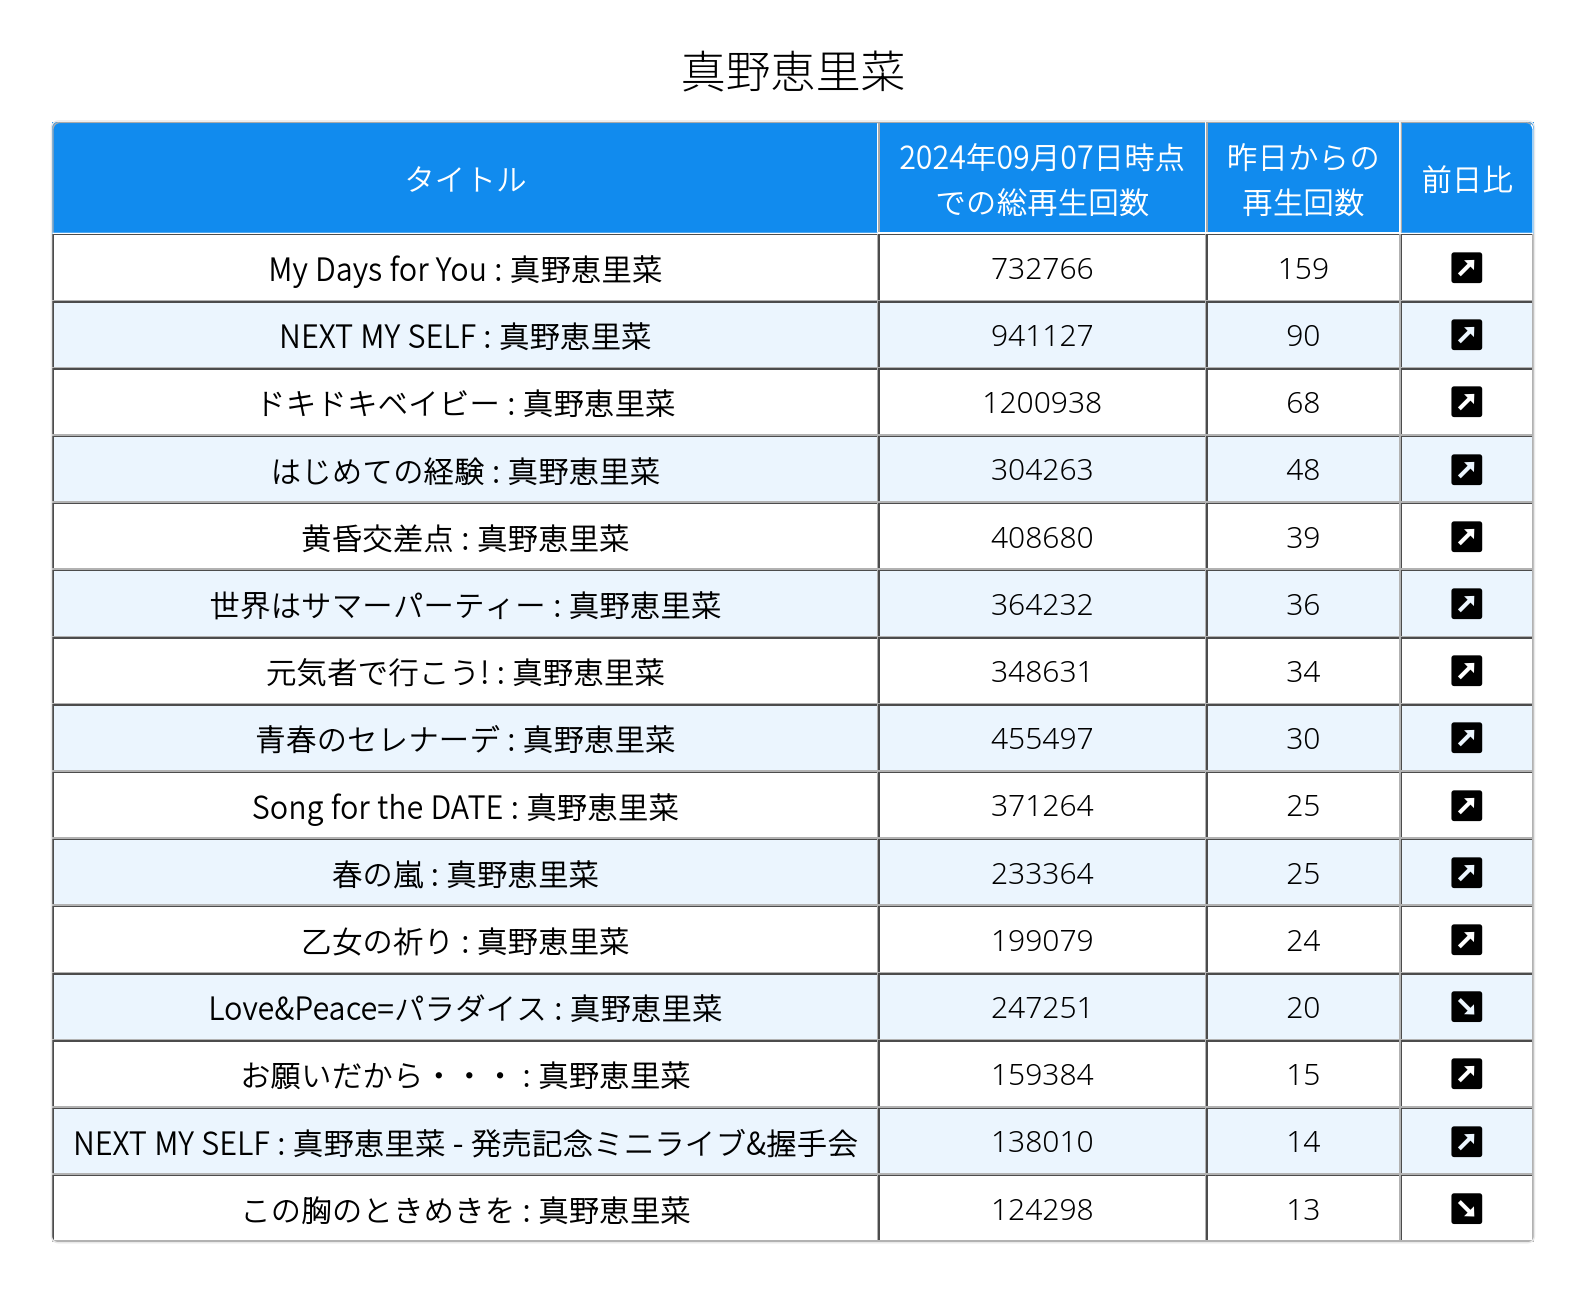 真野恵里菜
タイトル 2024年09月07日時点での総再生回数 昨日からの再生回数 前日比
My Days for You : 真野恵里菜 732766 159
NEXT MY SELF : 真野恵里菜 941127 90
ドキドキベイビー : 真野恵里菜 1200938 68
はじめての経験 : 真野恵里菜 304263 48
黄昏交差点 : 真野恵里菜 408680 39
世界はサマーパーティー : 真野恵里菜 364232 36
元気者で行こう! : 真野恵里菜 348631 34
青春のセレナーデ : 真野恵里菜 455497 30
Song for the DATE : 真野恵里菜 371264 25
春の嵐 : 真野恵里菜 233364 25
乙女の祈り : 真野恵里菜 199079 24
Love&Peace=パラダイス : 真野恵里菜 247251 20
お願いだから・・・ : 真野恵里菜 159384 15
NEXT MY SELF : 真野恵里菜 - 発売記念ミニライブ&握手会 138010 14
この胸のときめきを : 真野恵里菜 124298 13